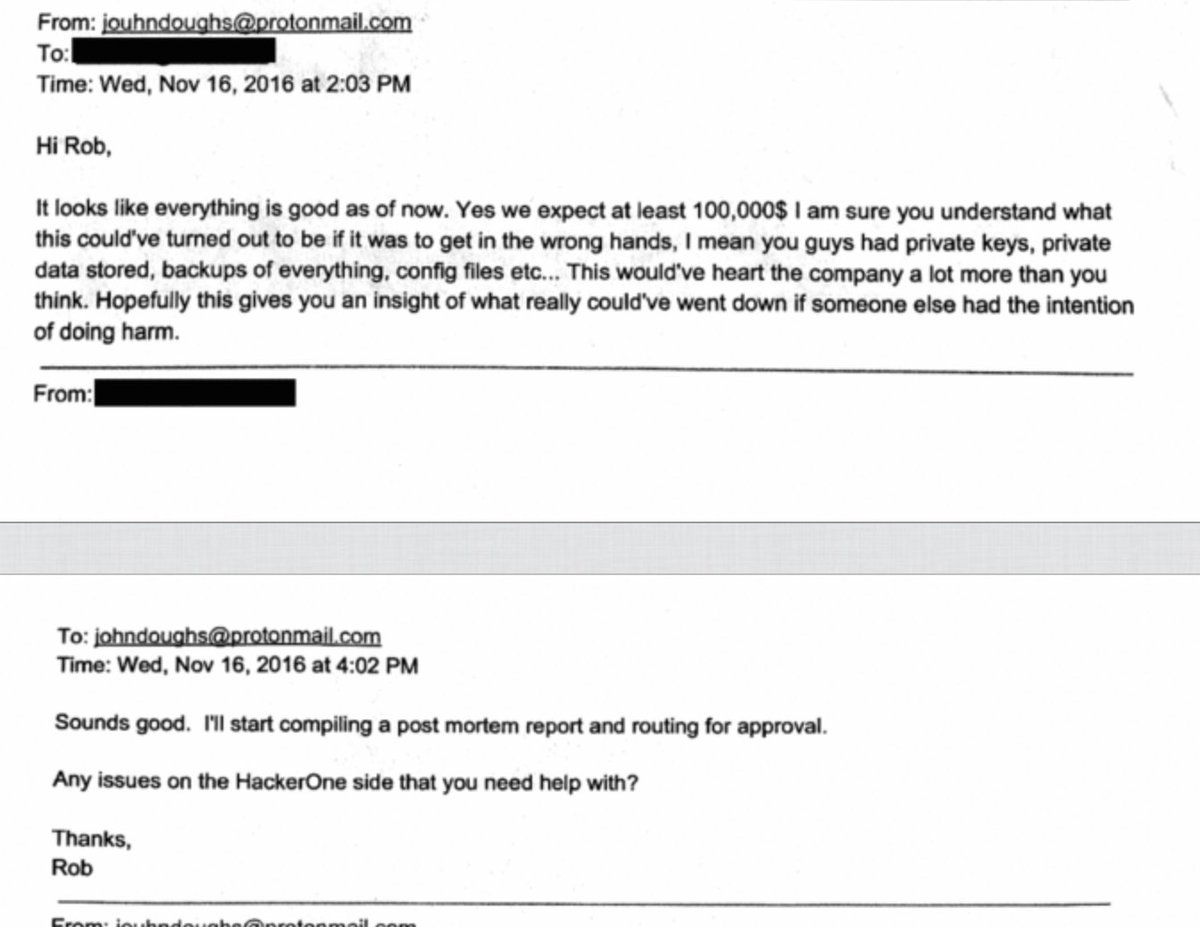 From: jouhndoughs@protonmail.com
To:
Time: Wed, Nov 16, 2016 at 2:03 PM
Hi Rob,
It looks like everything is good as of now. Yes we expect at least 100,000$ I am sure you understand what
this could've turned out to be if it was to get in the wrong hands, I mean you guys had private keys, private
data stored, backups of everything, config files etc... This would've heart the company a lot more than you
think. Hopefully this gives you an insight of what really could've went down if someone else had the intention
of doing harm.
From:
To: johndoughs@protonmail.com
Time: Wed, Nov 16, 2016 at 4:02 PM
Sounds good. I'll start compiling a post mortem report and routing for approval.
Any issues on the HackerOne side that you need help with?
Thanks,
Rob
From: jouhndoughs@protonmail.com